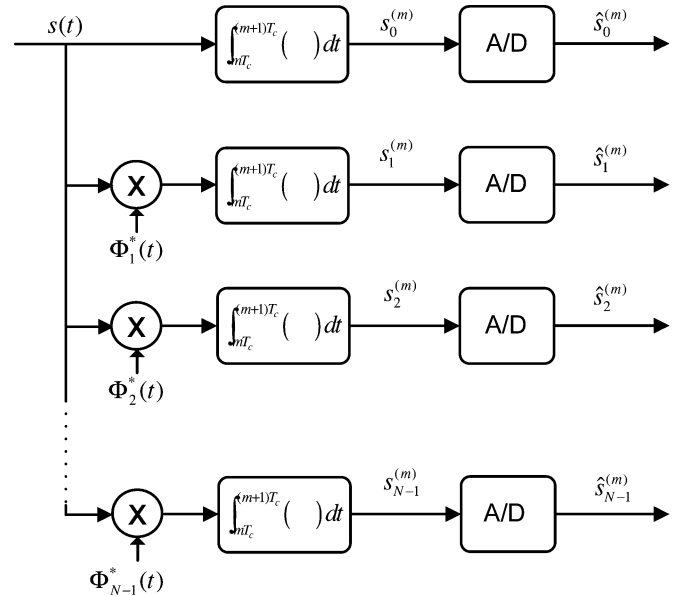 s(t) ∫_{mT_c}^{(m+1)T_c} ( ) dt s_0^{(m)} A/D ŝ_0^{(m)}
X ∫_{mT_c}^{(m+1)T_c} ( ) dt s_1^{(m)} A/D ŝ_1^{(m)}
Φ_1^*(t)
X ∫_{mT_c}^{(m+1)T_c} ( ) dt s_2^{(m)} A/D ŝ_2^{(m)}
Φ_2^*(t)
X ∫_{mT_c}^{(m+1)T_c} ( ) dt s_{N-1}^{(m)} A/D ŝ_{N-1}^{(m)}
Φ_{N-1}^*(t)